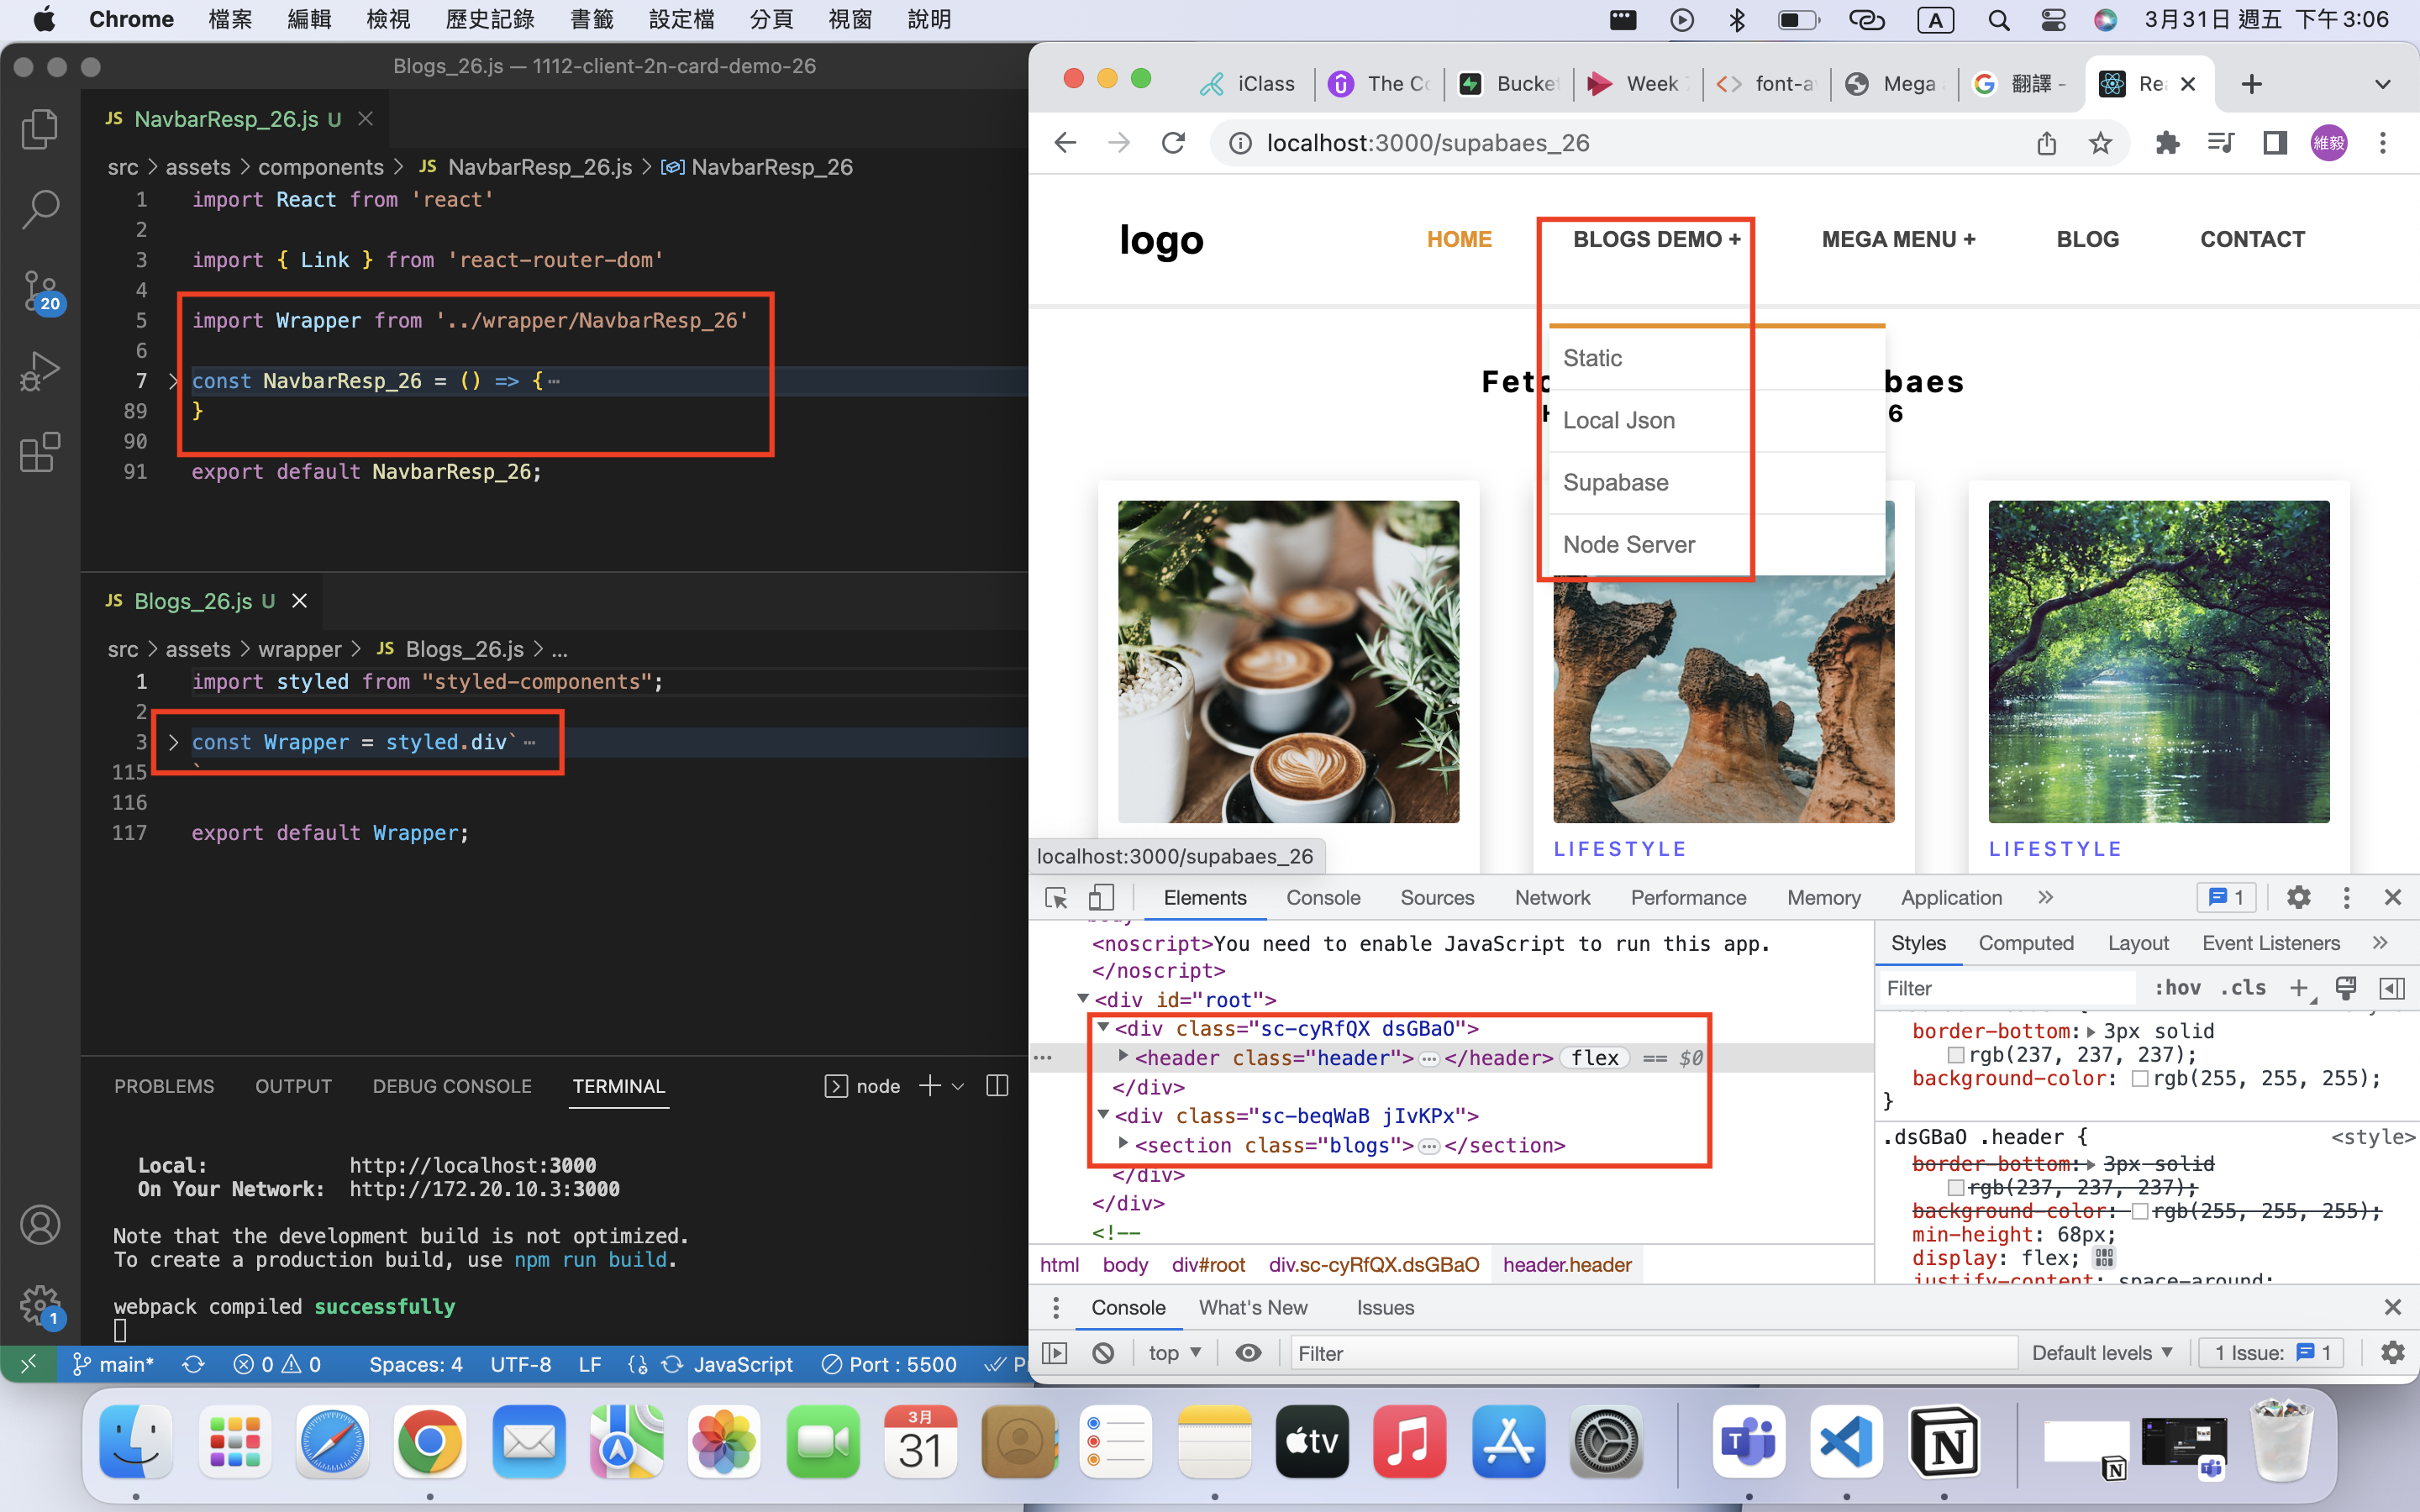 Chrome 檔案 編輯 檢視 歷史記錄 書籤 設定檔 分頁 視窗 說明
A 3月31日 週五 下午3:06
Blogs_26.js — 1112-client-2n-card-demo-26
JS NavbarResp_26.js U
src > assets > components > JS NavbarResp_26.js > NavbarResp_26
1 import React from 'react'
2
3 import { Link } from 'react-router-dom'
4
5 import Wrapper from '../wrapper/NavbarResp_26'
6
7 const NavbarResp_26 = () => {…
89 }
90
91 export default NavbarResp_26;
20
JS Blogs_26.js U
src > assets > wrapper > JS Blogs_26.js > ...
1 import styled from "styled-components";
2
3 const Wrapper = styled.div`…
115 `
116
117 export default Wrapper;
PROBLEMS OUTPUT DEBUG CONSOLE TERMINAL node
Local: http://localhost:3000
On Your Network: http://172.20.10.3:3000
Note that the development build is not optimized.
To create a production build, use npm run build.
webpack compiled successfully
1
main* 0 0 Spaces: 4 UTF-8 LF JavaScript Port : 5500
iClass The Co Bucket Week font-a Mega 翻譯 - Re
localhost:3000/supabaes_26
維毅
logo HOME BLOGS DEMO + MEGA MENU + BLOG CONTACT
Static
Local Json
Supabase
Node Server
LIFESTYLE
LIFESTYLE
localhost:3000/supabaes_26
Elements Console Sources Network Performance Memory Application 1
<noscript>You need to enable JavaScript to run this app.
</noscript>
<div id="root">
<div class="sc-cyRfQX dsGBaO">
<header class="header">…</header> flex == $0
</div>
<div class="sc-beqWaB jIvKPx">
<section class="blogs">…</section>
</div>
</div>
<!--
html body div#root div.sc-cyRfQX.dsGBaO header.header
Styles Computed Layout Event Listeners
Filter :hov .cls
border-bottom: 3px solid
rgb(237, 237, 237);
background-color: rgb(255, 255, 255);
}
.dsGBaO .header { <style>
border-bottom: 3px solid
rgb(237, 237, 237);
background-color: rgb(255, 255, 255);
min-height: 68px;
display: flex;
justify-content: space-around;
Console What's New Issues
top Filter Default levels 1 Issue: 1
3月
31
tv